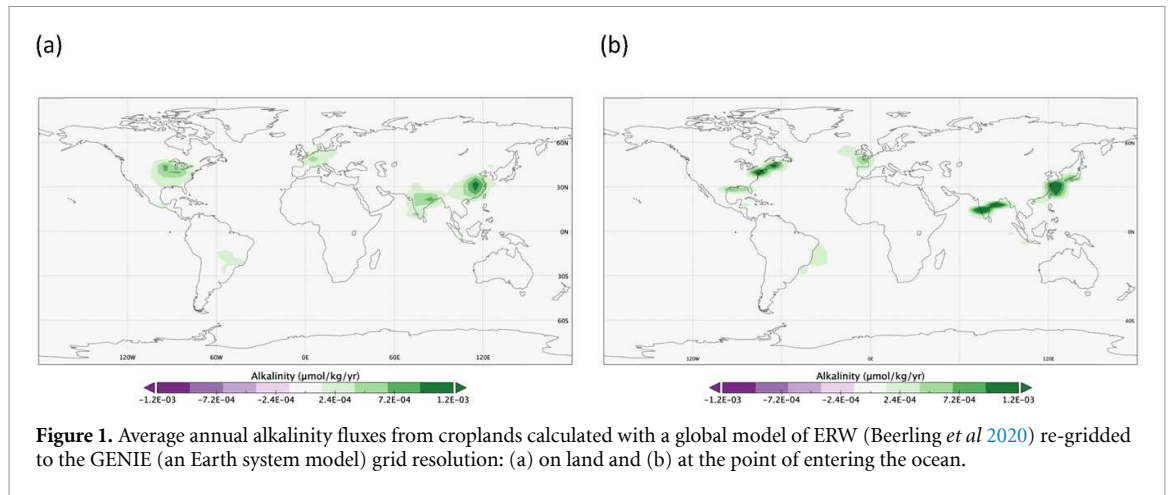 (a)
(b)
60N
30N
0N
30S
60S
120W 60W 0E 60E 120E
60N
30N
0N
60S
120W 0E 120E
Alkalinity (µmol/kg/yr)
−1.2E−03 −7.2E−04 −2.4E−04 2.4E−04 7.2E−04 1.2E−03
Alkalinity (µmol/kg/yr)
−1.2E−03 −7.2E−04 −2.4E−04 2.4E−04 7.2E−04 1.2E−03
Figure 1. Average annual alkalinity fluxes from croplands calculated with a global model of ERW (Beerling et al 2020) re-gridded
to the GENIE (an Earth system model) grid resolution: (a) on land and (b) at the point of entering the ocean.